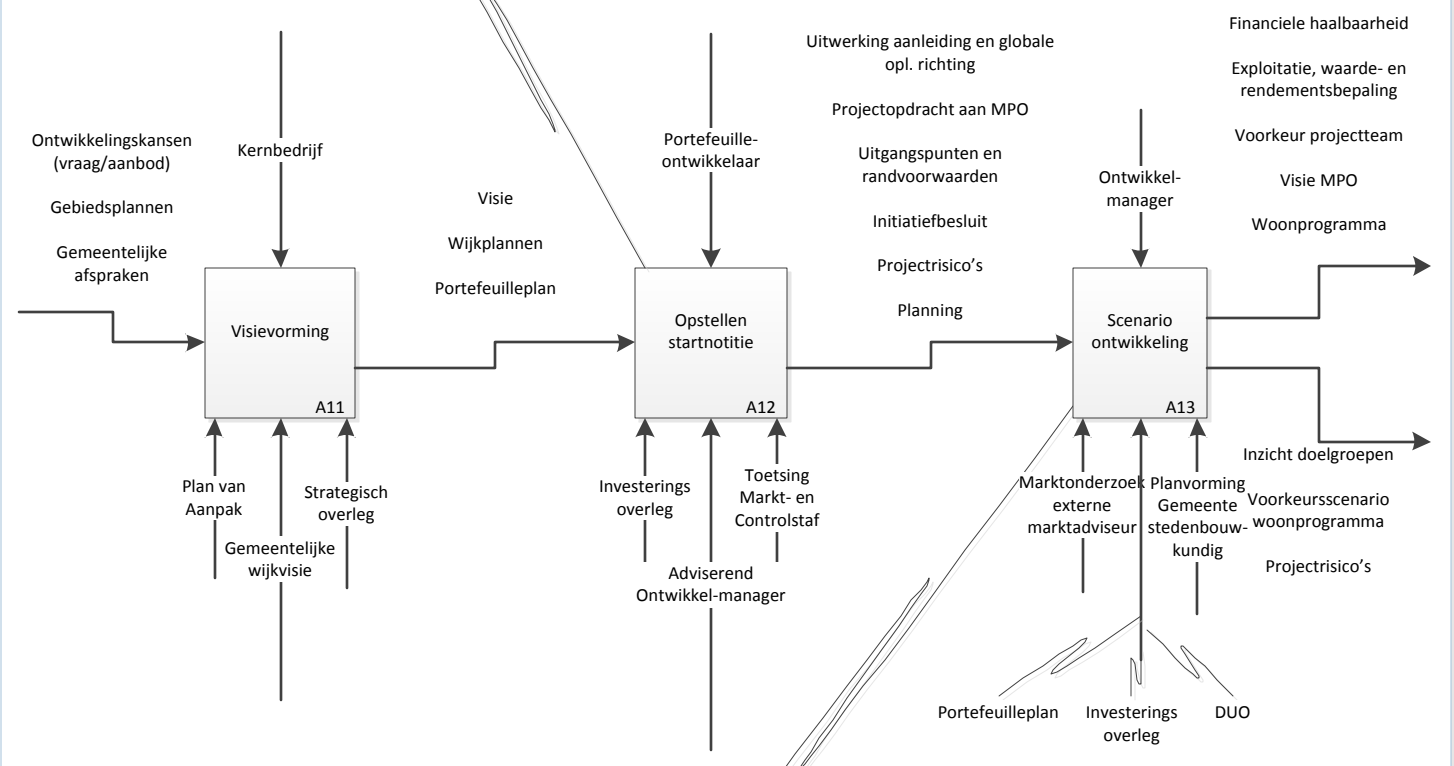 Ontwikkelingskansen
(vraag/aanbod)
Gebiedsplannen
Gemeentelijke
afspraken
Kernbedrijf
Visievorming
A11
Plan van
Aanpak
Gemeentelijke
wijkvisie
Strategisch
overleg
Visie
Wijkplannen
Portefeuilleplan
Portefeuille-
ontwikkelaar
Opstellen
startnotitie
A12
Investerings
overleg
Adviserend
Ontwikkel-manager
Toetsing
Markt- en
Controlstaf
Uitwerking aanleiding en globale
opl. richting
Projectopdracht aan MPO
Uitgangspunten en
randvoorwaarden
Initiatiefbesluit
Projectrisico’s
Planning
Ontwikkel-
manager
Scenario
ontwikkeling
A13
Marktonderzoek
externe
marktadviseur
Planvorming
Gemeente
stedenbouw-
kundig
Portefeuilleplan
Investerings
overleg
DUO
Financiele haalbaarheid
Exploitatie, waarde- en
rendementsbepaling
Voorkeur projectteam
Visie MPO
Woonprogramma
Inzicht doelgroepen
Voorkeursscenario
woonprogramma
Projectrisico’s